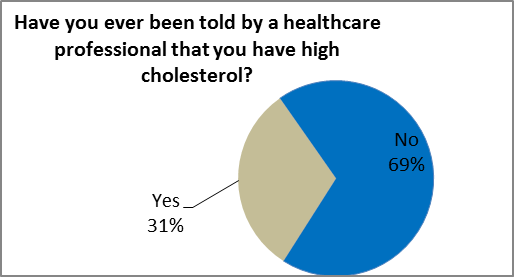 Have you ever been told by a healthcare
professional that you have high
cholesterol?
No
69%
Yes
31%